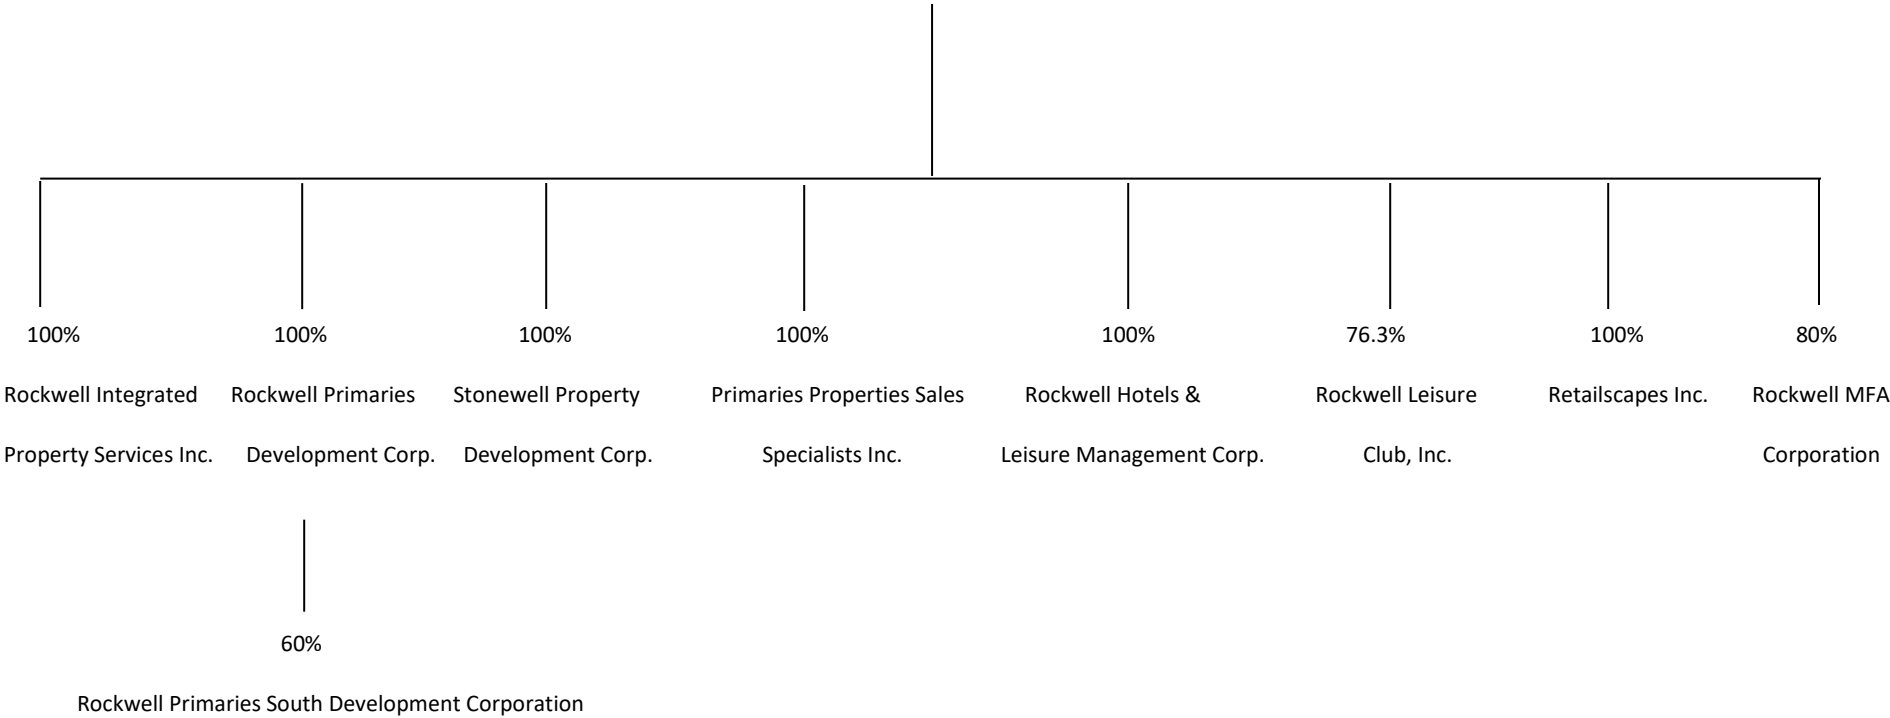 100% 100% 100% 100% 100% 76.3% 100% 80%
Rockwell Integrated Rockwell Primaries Stonewell Property Primaries Properties Sales Rockwell Hotels & Rockwell Leisure Retailscapes Inc. Rockwell MFA
Property Services Inc. Development Corp. Development Corp. Specialists Inc. Leisure Management Corp. Club, Inc. Corporation
60%
Rockwell Primaries South Development Corporation